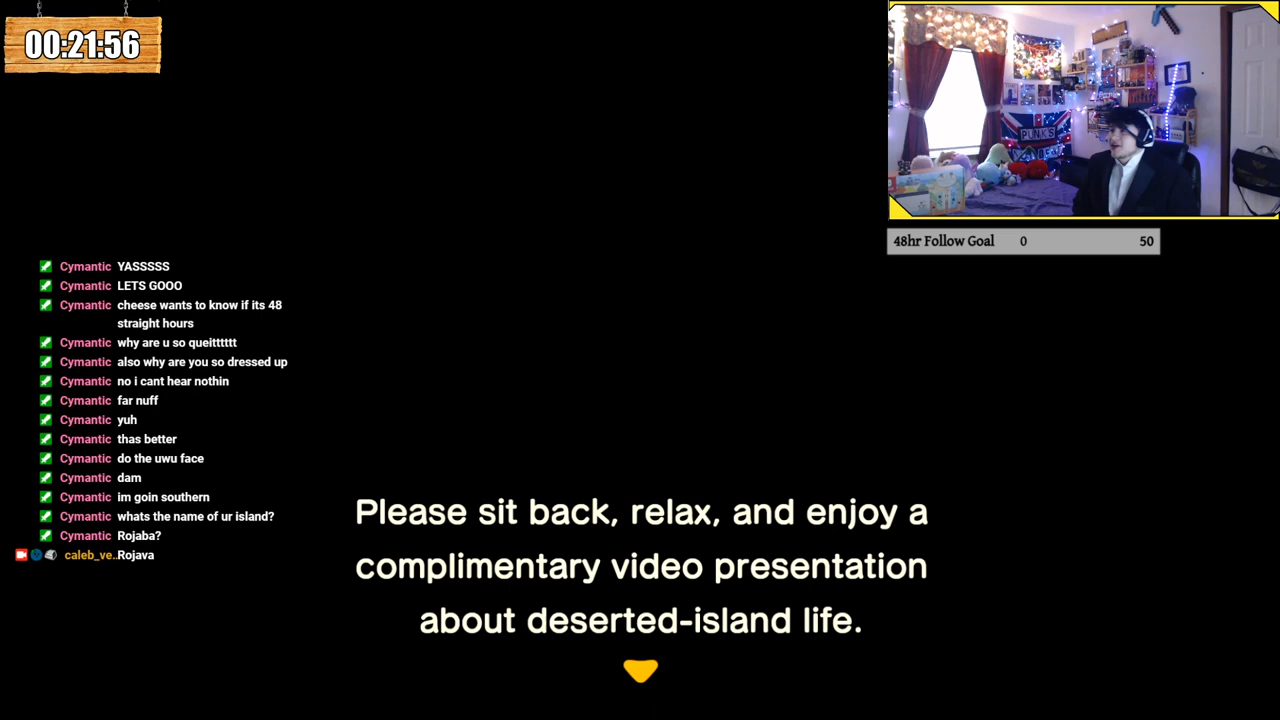 00:21:56
PUNKS
48hr Follow Goal 0 50
Cymantic YASSSSS
Cymantic LETS GOOO
Cymantic cheese wants to know if its 48
straight hours
Cymantic why are u so queitttttt
Cymantic also why are you so dressed up
Cymantic no i cant hear nothin
Cymantic far nuff
Cymantic yuh
Cymantic thas better
Cymantic do the uwu face
Cymantic dam
Cymantic im goin southern
Cymantic whats the name of ur island?
Cymantic Rojaba?
caleb_ve.. Rojava
Please sit back, relax, and enjoy a
complimentary video presentation
about deserted-island life.